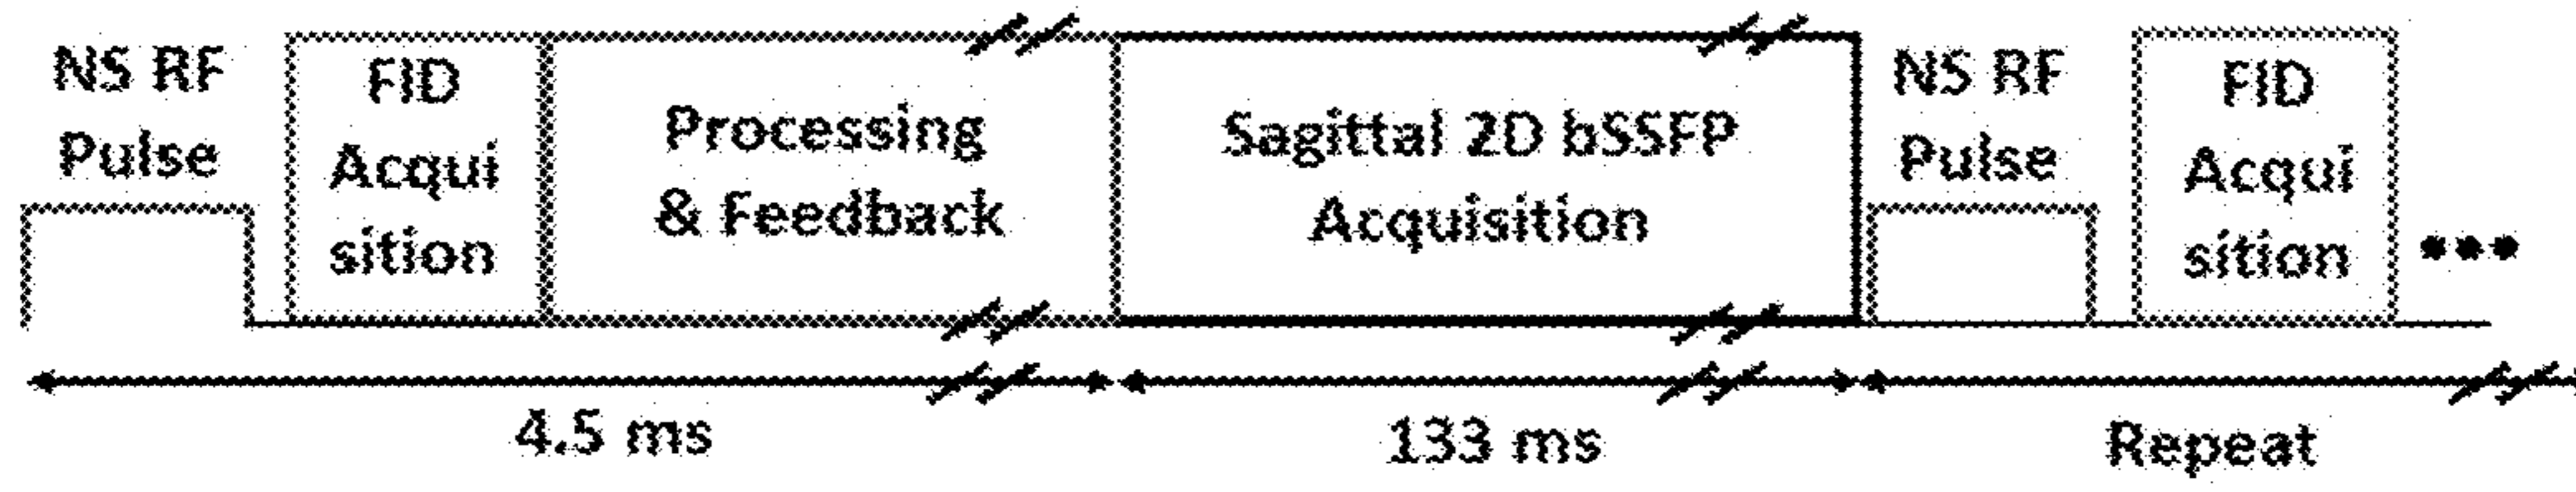 NS RF
Pulse
FID
Acqui
sition
Processing
& Feedback
Sagittal 2D bSSFP
Acquisition
NS RF
Pulse
FID
Acqui
sition
•••
4.5 ms
133 ms
Repeat